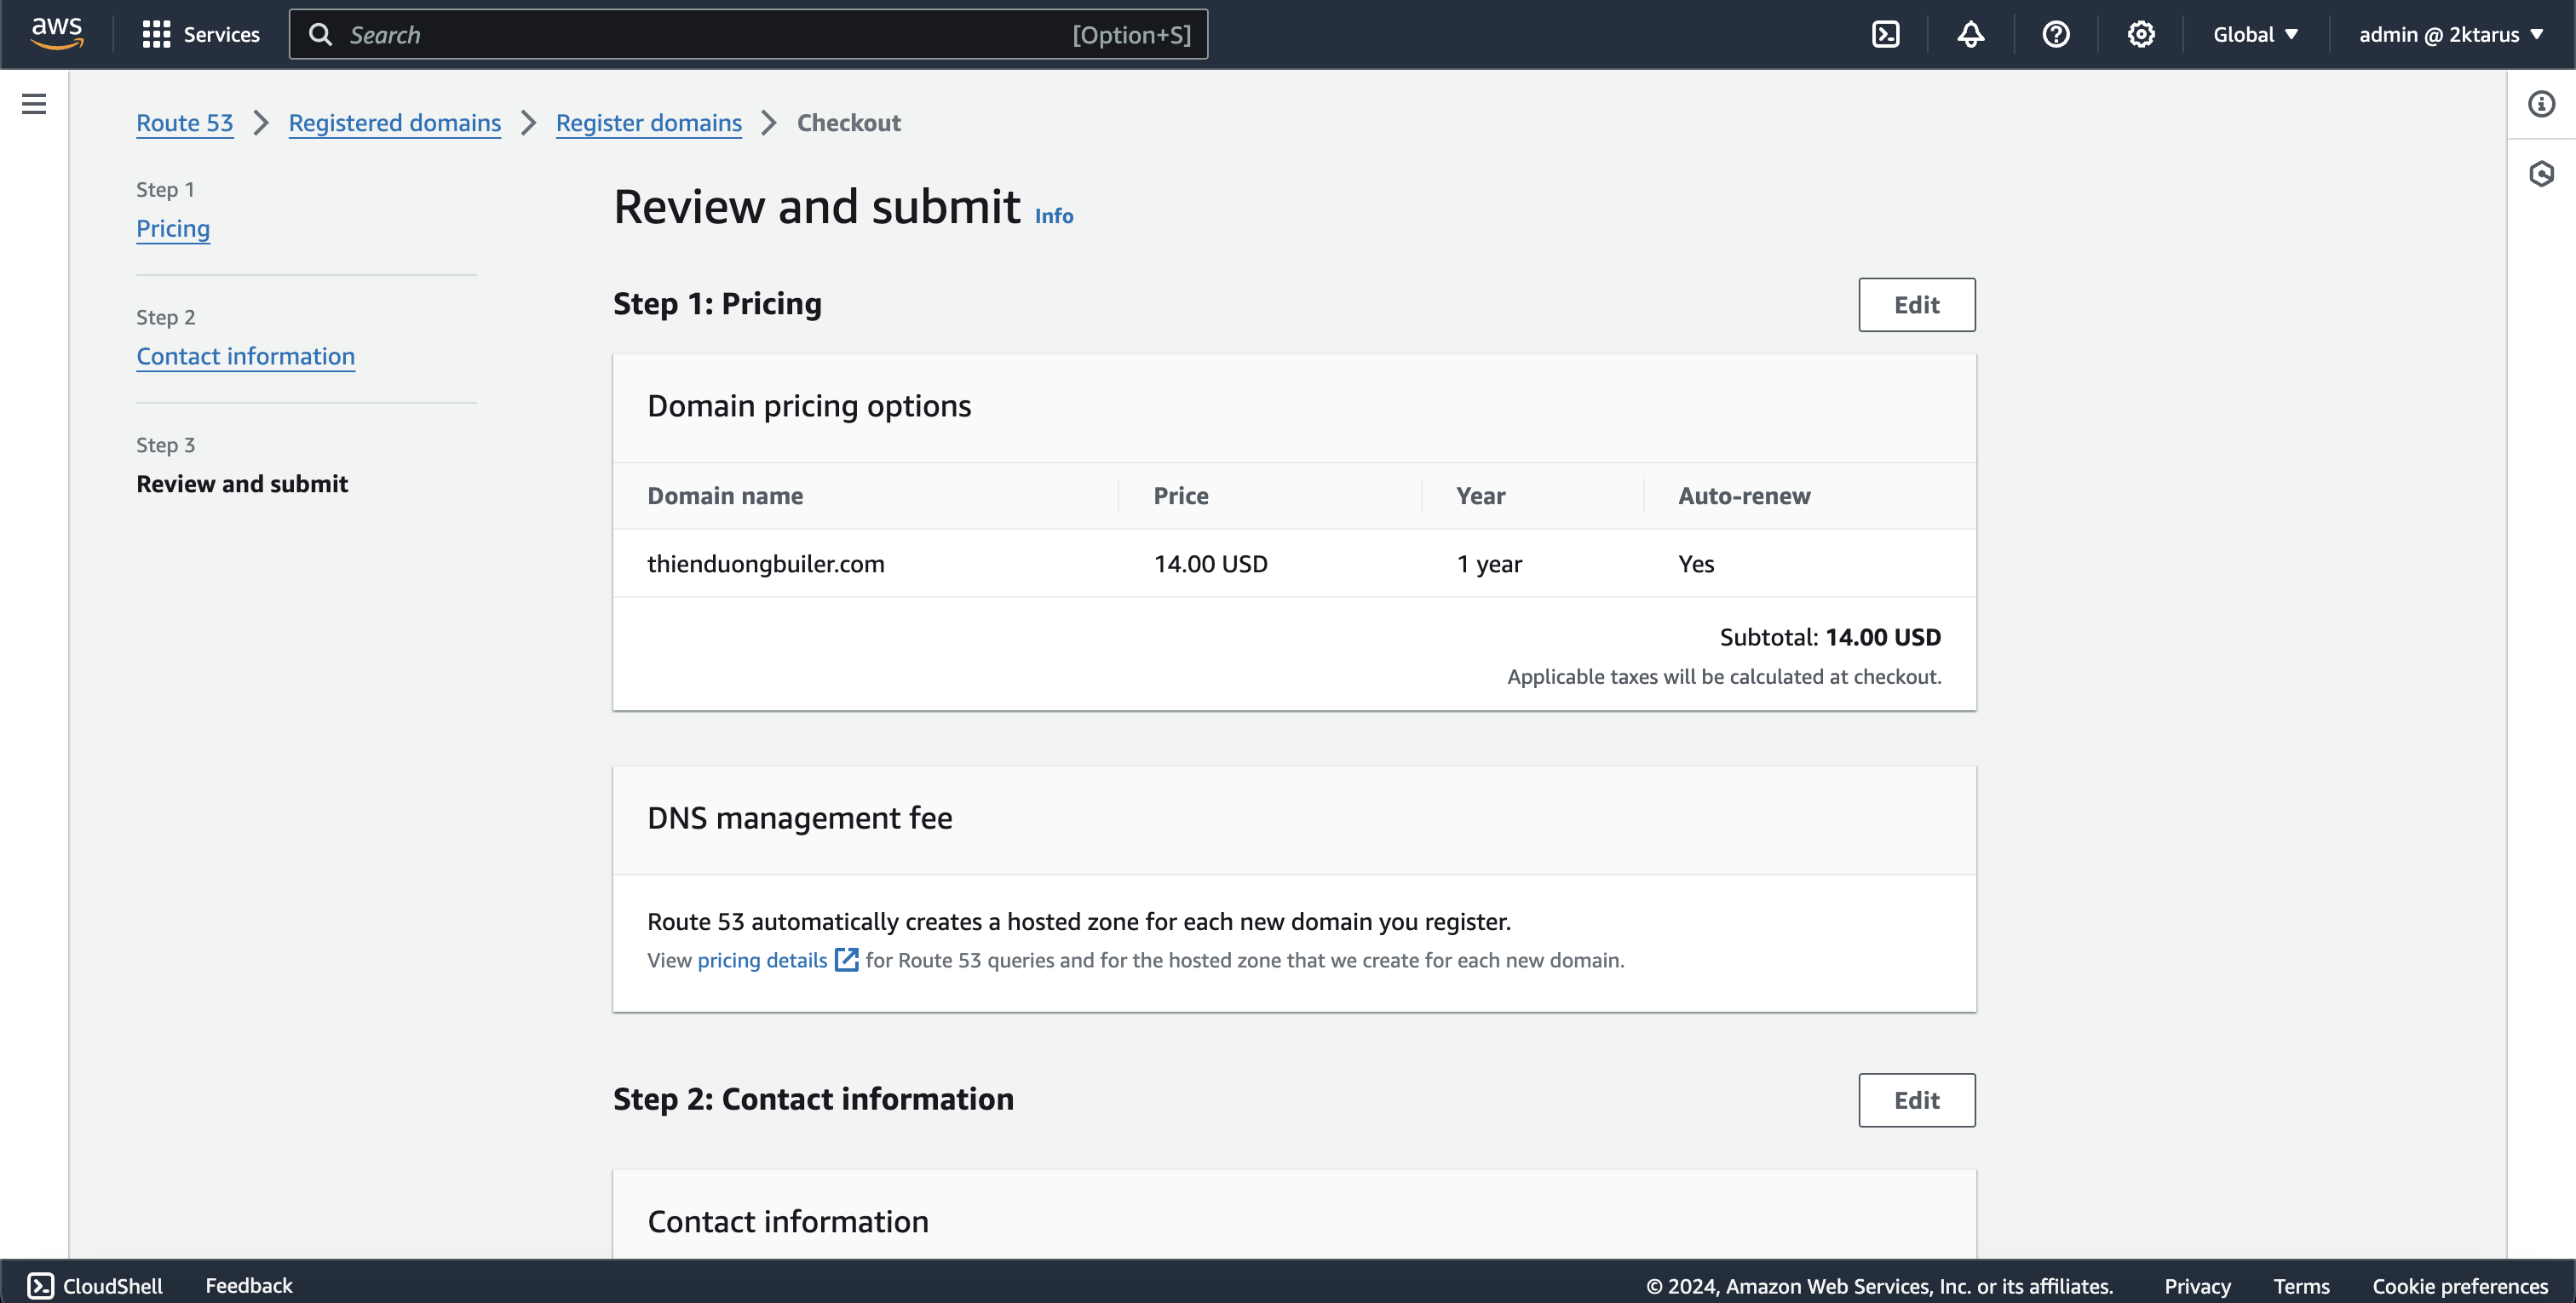 aws
Services
Search
[Option+S]
Global
admin @ 2ktarus
Route 53
Registered domains
Register domains
Checkout
Step 1
Pricing
Step 2
Contact information
Step 3
Review and submit
Review and submit Info
Step 1: Pricing
Edit
Domain pricing options
Domain name Price Year Auto-renew
thienduongbuiler.com 14.00 USD 1 year Yes
Subtotal: 14.00 USD
Applicable taxes will be calculated at checkout.
DNS management fee
Route 53 automatically creates a hosted zone for each new domain you register.
View pricing details for Route 53 queries and for the hosted zone that we create for each new domain.
Step 2: Contact information
Edit
Contact information
CloudShell
Feedback
© 2024, Amazon Web Services, Inc. or its affiliates.
Privacy
Terms
Cookie preferences